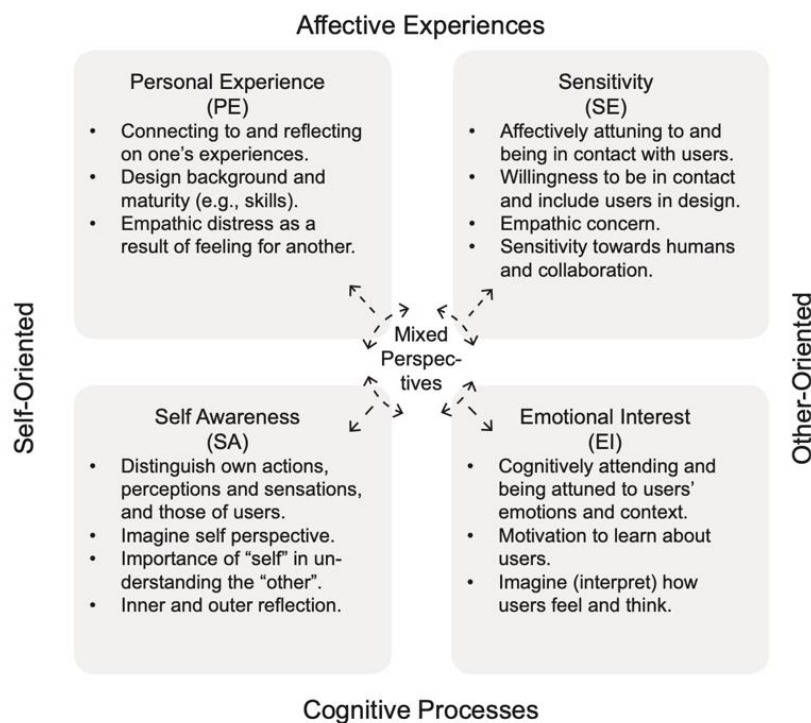 Affective Experiences
Personal Experience
(PE)
• Connecting to and reflecting
on one's experiences.
• Design background and
maturity (e.g., skills).
• Empathic distress as a
result of feeling for another.
Sensitivity
(SE)
• Affectively attuning to and
being in contact with users.
• Willingness to be in contact
and include users in design.
• Empathic concern.
• Sensitivity towards humans
and collaboration.
Self-Oriented
Mixed
Perspec-
tives
Other-Oriented
Self Awareness
(SA)
• Distinguish own actions,
perceptions and sensations,
and those of users.
• Imagine self perspective.
• Importance of “self” in un-
derstanding the “other”.
• Inner and outer reflection.
Emotional Interest
(EI)
• Cognitively attending and
being attuned to users'
emotions and context.
• Motivation to learn about
users.
• Imagine (interpret) how
users feel and think.
Cognitive Processes